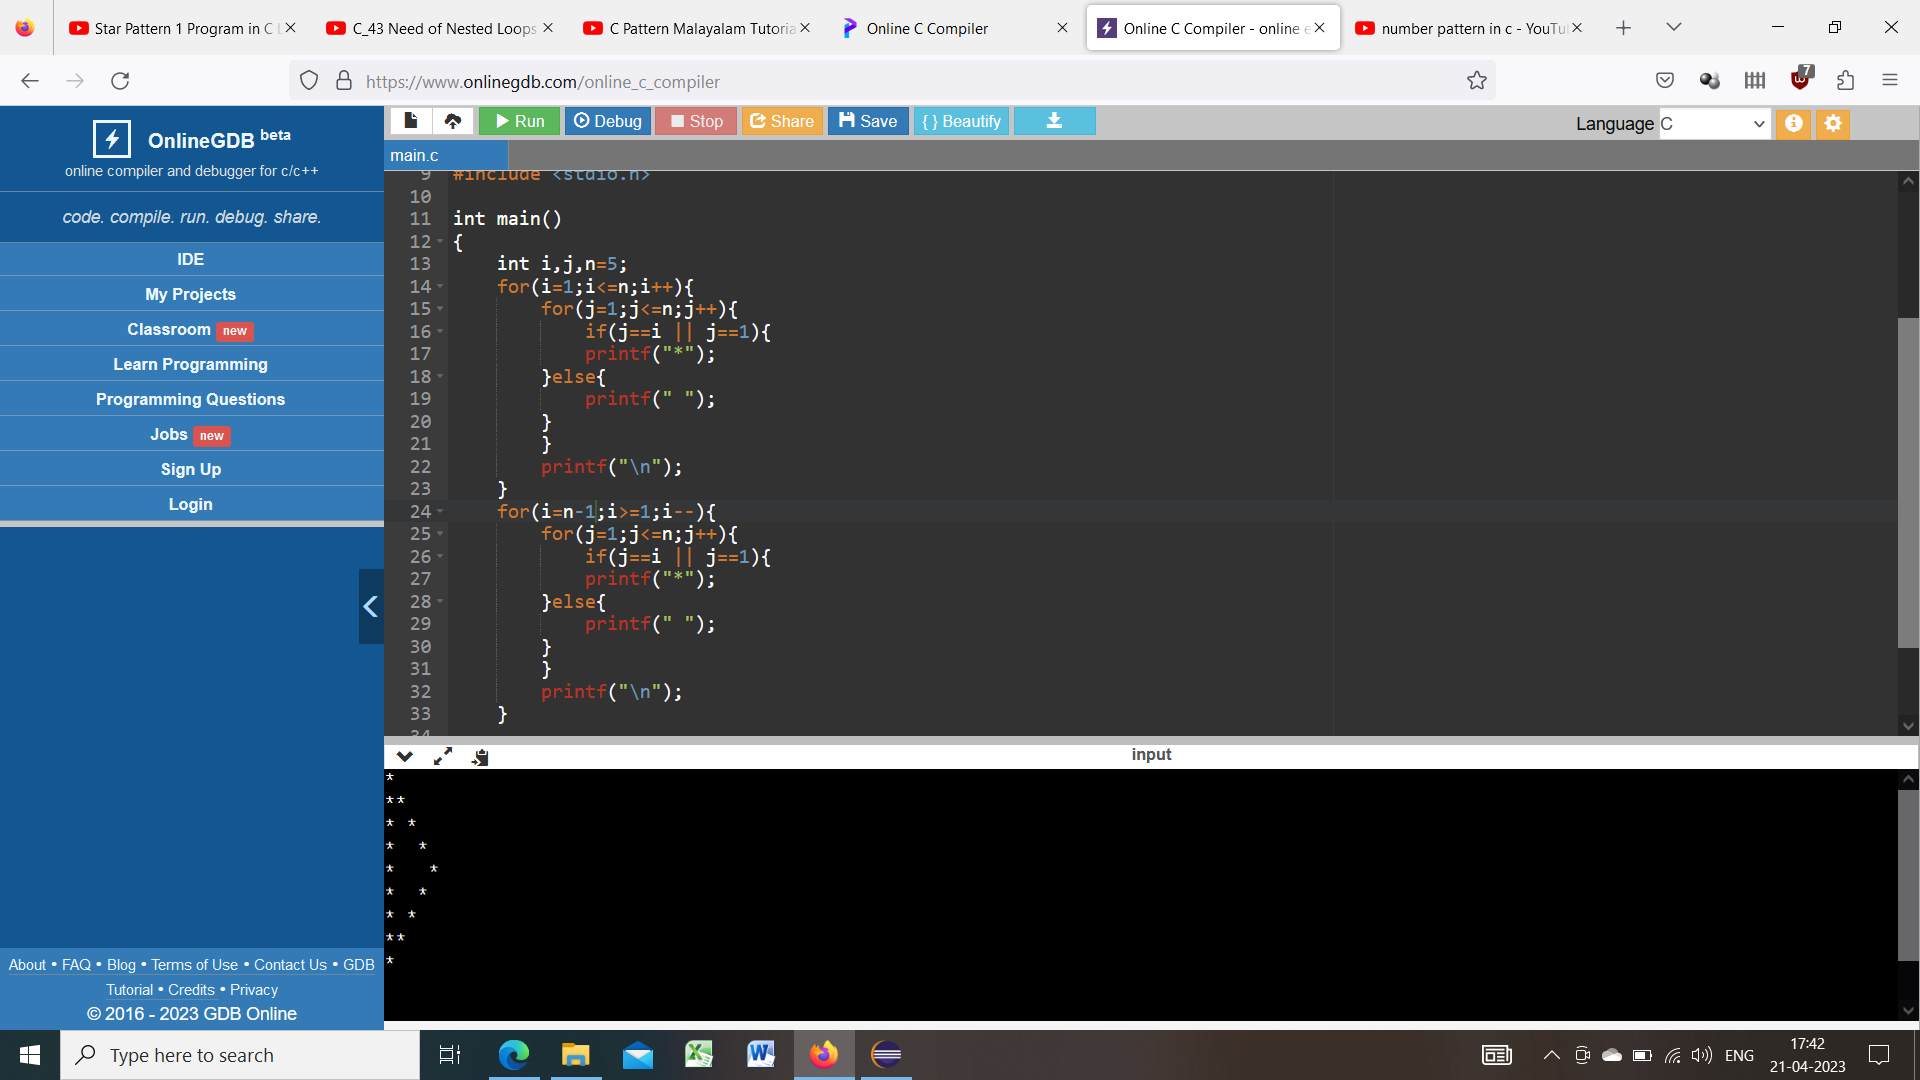 Star Pattern 1 Program in C
C_43 Need of Nested Loops
C Pattern Malayalam Tutoria
Online C Compiler
Online C Compiler - online e
number pattern in c - YouTu
https://www.onlinegdb.com/online_c_compiler
7
OnlineGDB beta
online compiler and debugger for c/c++
code. compile. run. debug. share.
IDE
My Projects
Classroom new
Learn Programming
Programming Questions
Jobs new
Sign Up
Login
About • FAQ • Blog • Terms of Use • Contact Us • GDB
Tutorial • Credits • Privacy
© 2016 - 2023 GDB Online
Run
Debug
Stop
Share
Save
{ } Beautify
Language C
main.c
9 #include <stdio.h>
10
11 int main()
12 {
13     int i,j,n=5;
14     for(i=1;i<=n;i++){
15         for(j=1;j<=n;j++){
16             if(j==i || j==1){
17             printf("*");
18         }else{
19             printf(" ");
20         }
21         }
22         printf("\n");
23     }
24     for(i=n-1;i>=1;i--){
25         for(j=1;j<=n;j++){
26             if(j==i || j==1){
27             printf("*");
28         }else{
29             printf(" ");
30         }
31         }
32         printf("\n");
33     }
34
input
*
**
* *
*  *
*   *
*  *
* *
**
*
Type here to search
ENG
17:42
21-04-2023